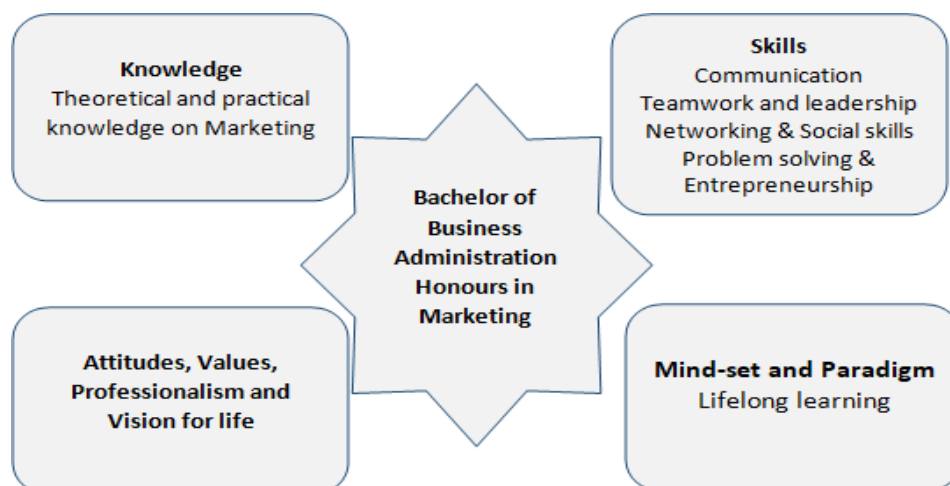 Knowledge
Theoretical and practical
knowledge on Marketing
Skills
Communication
Teamwork and leadership
Networking & Social skills
Problem solving &
Entrepreneurship
Bachelor of
Business
Administration
Honours in
Marketing
Attitudes, Values,
Professionalism and
Vision for life
Mind-set and Paradigm
Lifelong learning